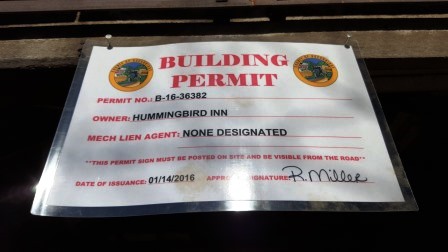 BUILDING
PERMIT
PERMIT NO.: B-16-36382
OWNER: HUMMINGBIRD INN
MECH LIEN AGENT: NONE DESIGNATED
**THIS PERMIT SIGN MUST BE POSTED ON SITE AND BE VISIBLE FROM THE ROAD**
DATE OF ISSUANCE: 01/14/2016 SIGNATURE: R. Miller